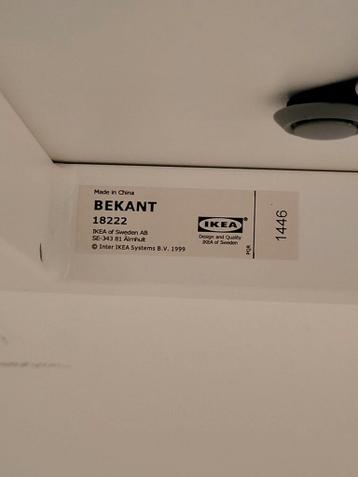 Made in China
BEKANT
18222
IKEA of Sweden AB
SE-343 81 Älmhult
© Inter IKEA Systems B.V. 1999
IKEA
Design and Quality
IKEA of Sweden
PQR
1446